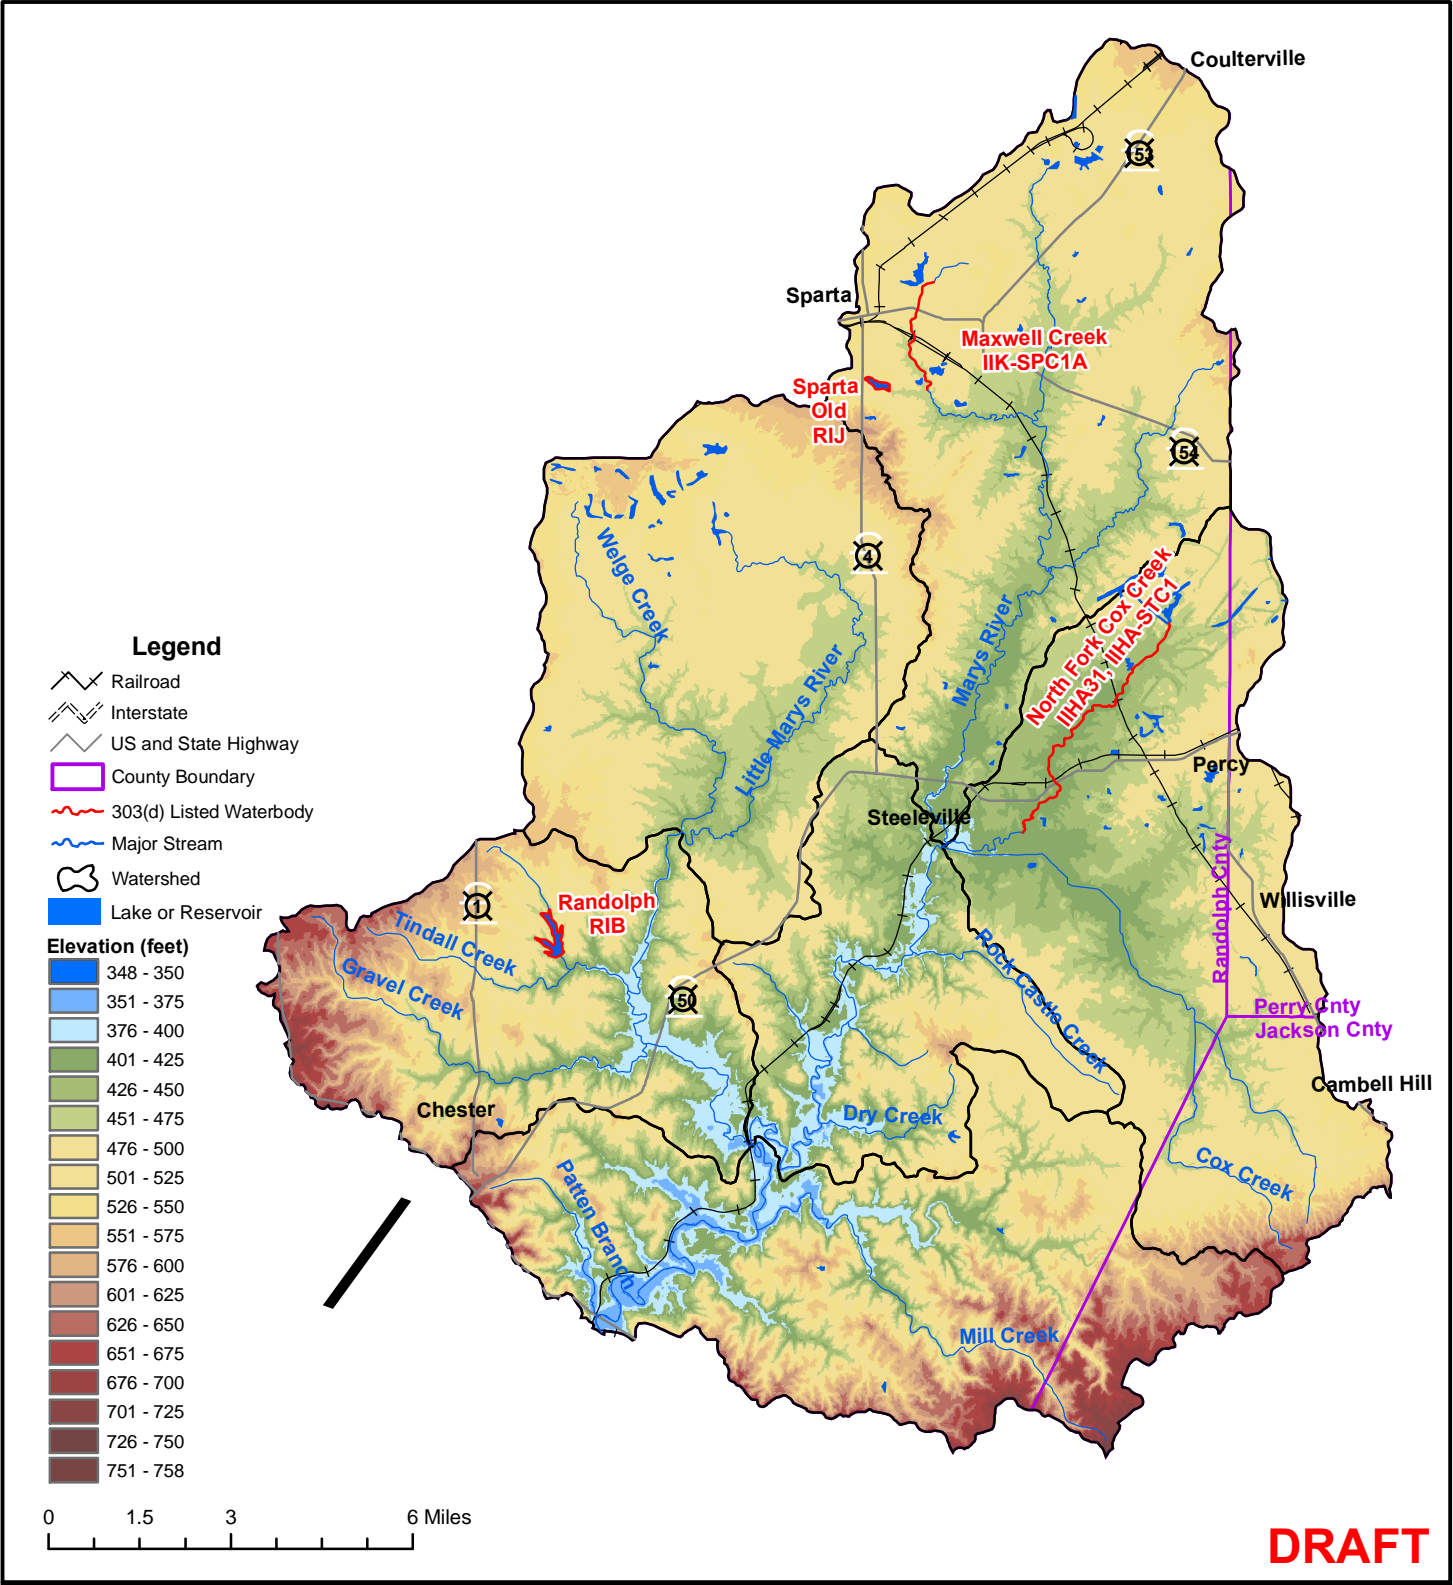 Coulterville
153
Sparta
Maxwell Creek
IIK-SPC1A
Sparta
Old
RIJ
154
4
Welge Creek
North Fork Cox Creek
IIHA31, IIHA-STC1
Marys River
Little Marys River
Percy
Steeleville
Randolph Cnty
Willisville
1
Randolph
RIB
Tindall Creek
Gravel Creek
150
Rock Castle Creek
Perry Cnty
Jackson Cnty
Cambell Hill
Chester
Dry Creek
Cox Creek
Patten Branch
Mill Creek
Legend
Railroad
Interstate
US and State Highway
County Boundary
303(d) Listed Waterbody
Major Stream
Watershed
Lake or Reservoir
Elevation (feet)
348 - 350
351 - 375
376 - 400
401 - 425
426 - 450
451 - 475
476 - 500
501 - 525
526 - 550
551 - 575
576 - 600
601 - 625
626 - 650
651 - 675
676 - 700
701 - 725
726 - 750
751 - 758
0 1.5 3 6 Miles
DRAFT